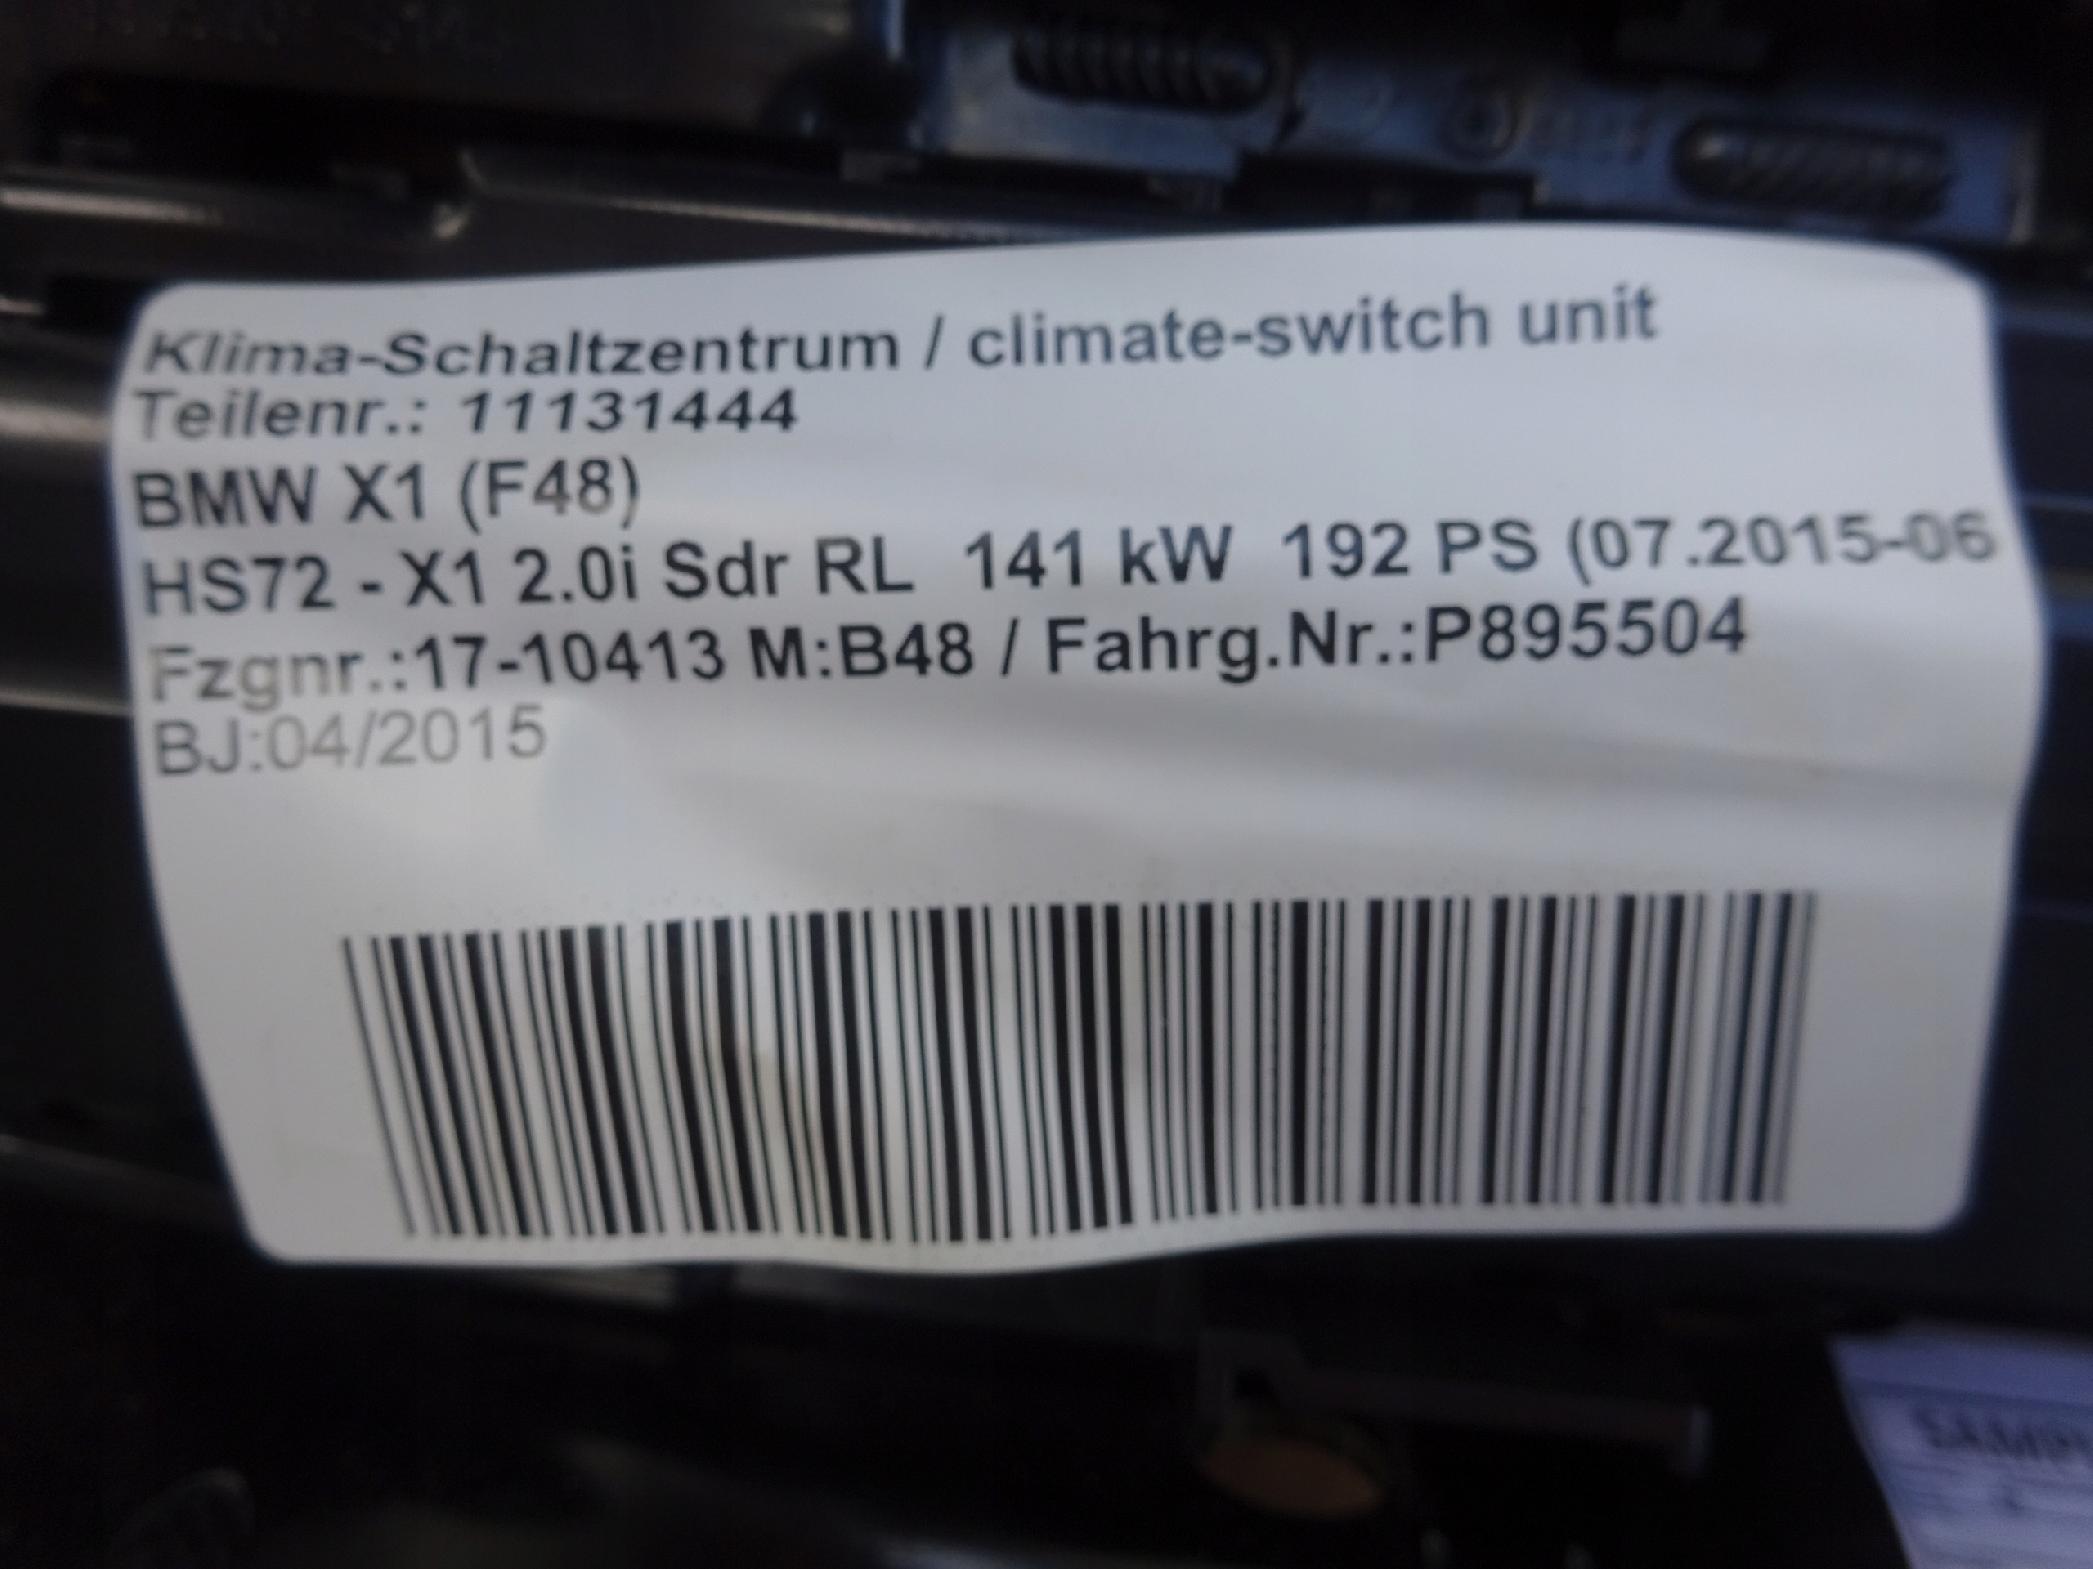 Klima-Schaltzentrum / climate-switch unit
Teilenr.: 11131444
BMW X1 (F48)
HS72 - X1 2.0i Sdr RL 141 kW 192 PS (07.2015-06
Fzgnr.:17-10413 M:B48 / Fahrg.Nr.:P895504
BJ:04/2015